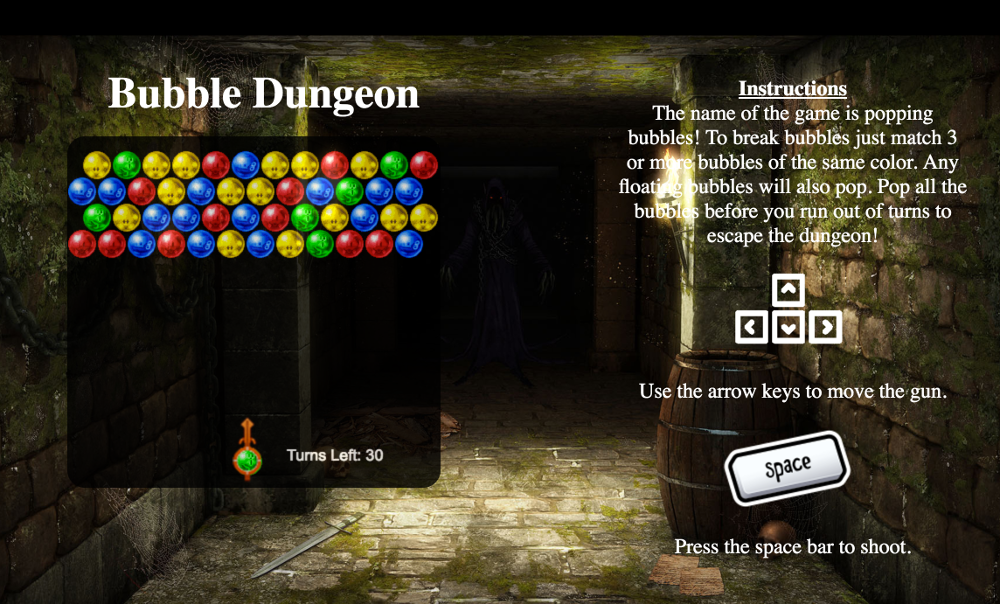 Bubble Dungeon
Turns Left: 30
Instructions
The name of the game is popping
bubbles! To break bubbles just match 3
or more bubbles of the same color. Any
floating bubbles will also pop. Pop all the
bubbles before you run out of turns to
escape the dungeon!
Use the arrow keys to move the gun.
space
Press the space bar to shoot.